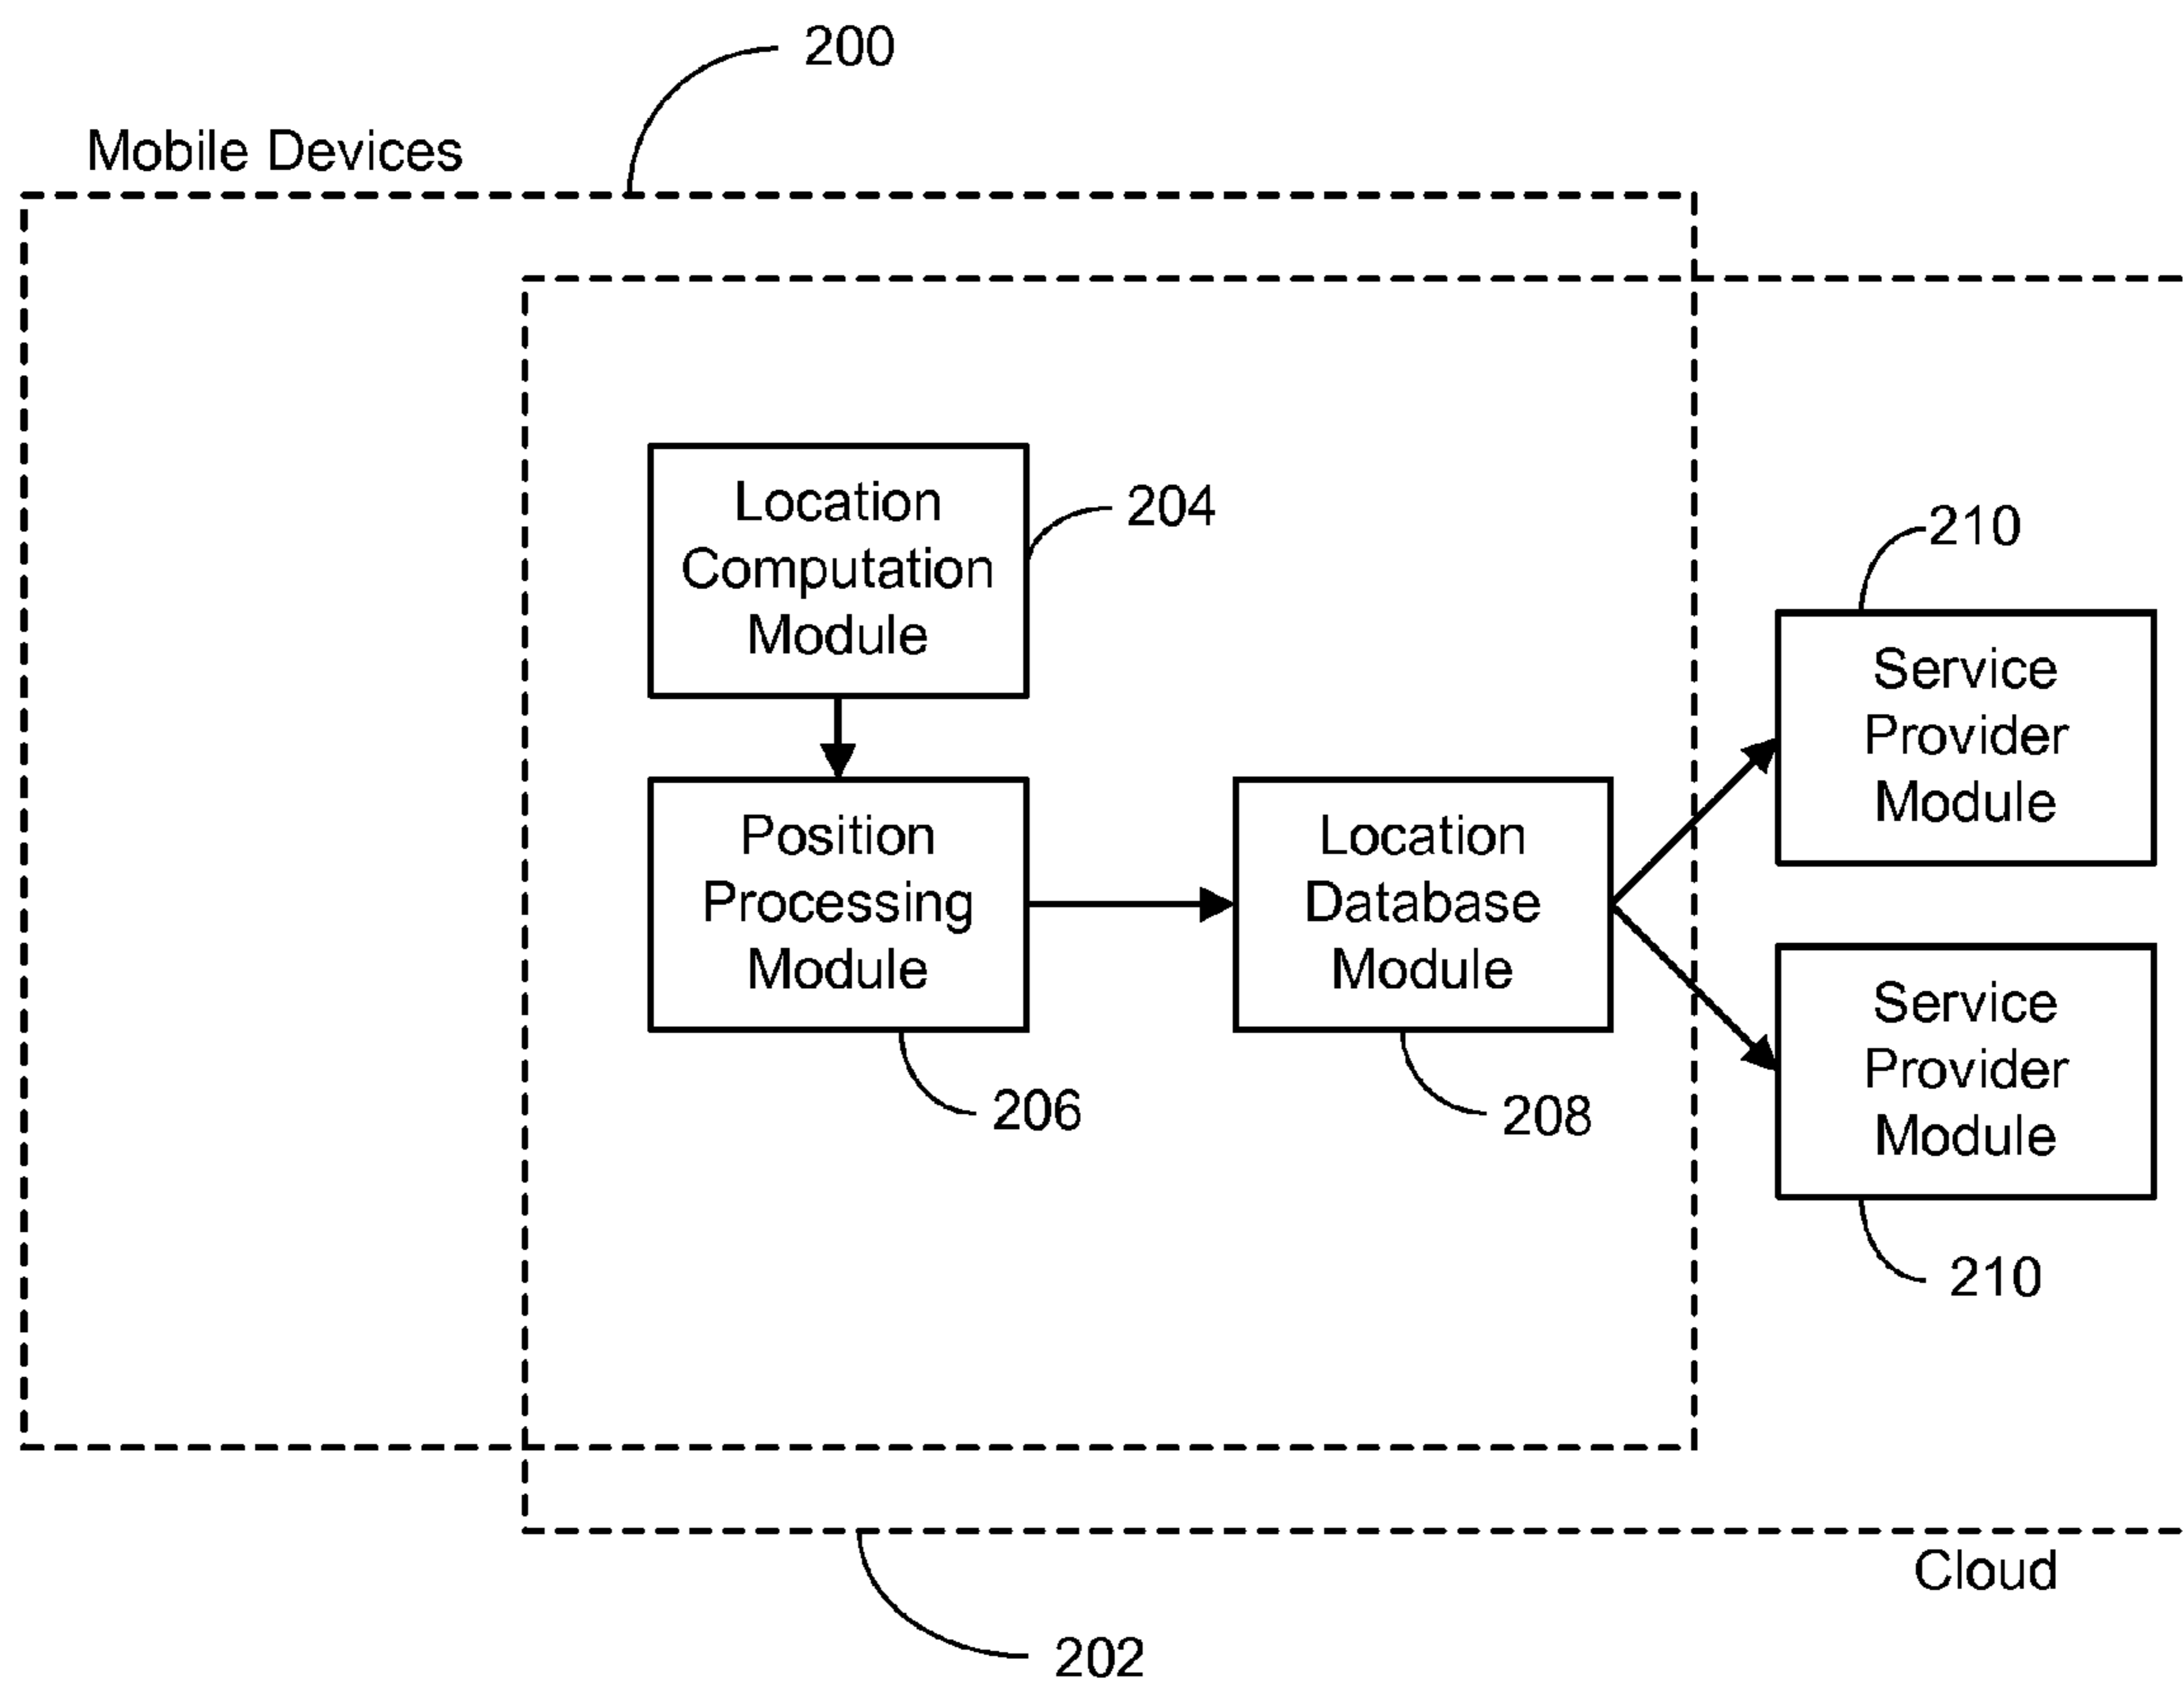 200
Mobile Devices
Location
Computation
Module
204
210
Service
Provider
Module
Position
Processing
Module
206
Location
Database
Module
208
Service
Provider
Module
210
Cloud
202